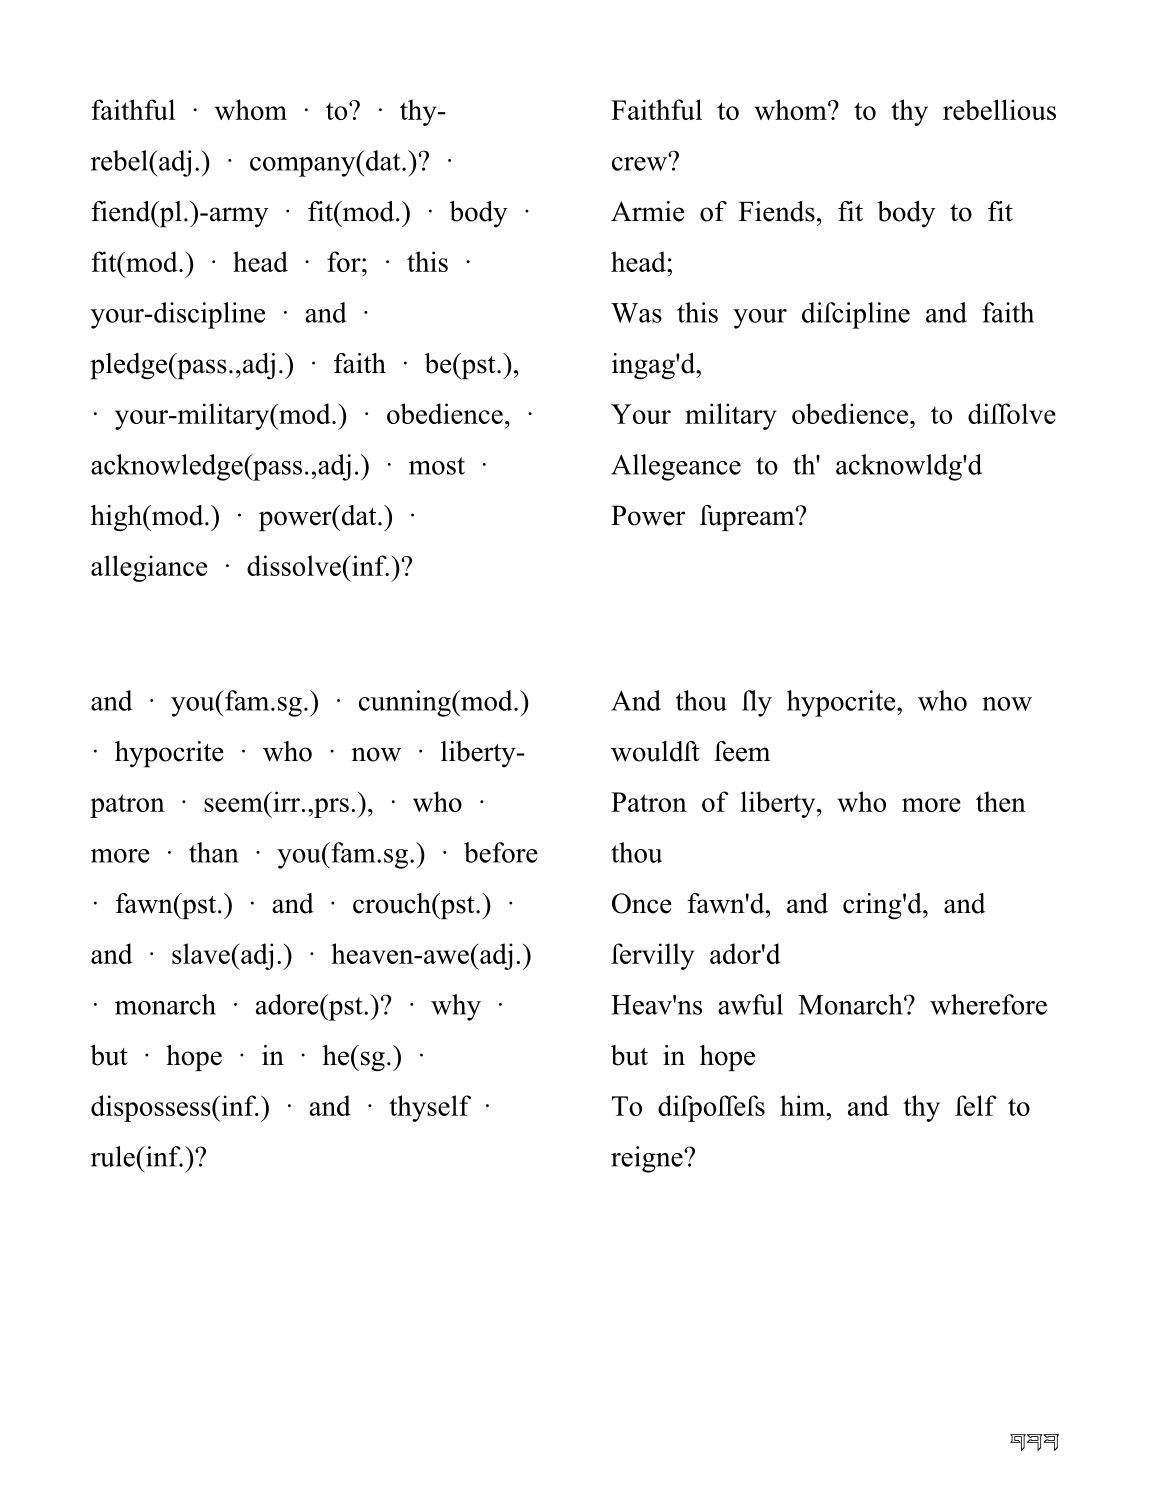 faithful · whom · to? · thy-
rebel(adj.) · company(dat.)? ·
fiend(pl.)-army · fit(mod.) · body ·
fit(mod.) · head · for; · this ·
your-discipline · and ·
pledge(pass.,adj.) · faith · be(pst.),
· your-military(mod.) · obedience, ·
acknowledge(pass.,adj.) · most ·
high(mod.) · power(dat.) ·
allegiance · dissolve(inf.)?
and · you(fam.sg.) · cunning(mod.)
· hypocrite · who · now · liberty-
patron · seem(irr.,prs.), · who ·
more · than · you(fam.sg.) · before
· fawn(pst.) · and · crouch(pst.) ·
and · slave(adj.) · heaven-awe(adj.)
· monarch · adore(pst.)? · why ·
but · hope · in · he(sg.) ·
dispossess(inf.) · and · thyself ·
rule(inf.)?
Faithful to whom? to thy rebellious
crew?
Armie of Fiends, fit body to fit
head;
Was this your diſcipline and faith
ingag'd,
Your military obedience, to diſſolve
Allegeance to th' acknowldg'd
Power ſupream?
And thou ſly hypocrite, who now
wouldſt ſeem
Patron of liberty, who more then
thou
Once fawn'd, and cring'd, and
ſervilly ador'd
Heav'ns awful Monarch? wherefore
but in hope
To diſpoſſeſs him, and thy ſelf to
reigne?